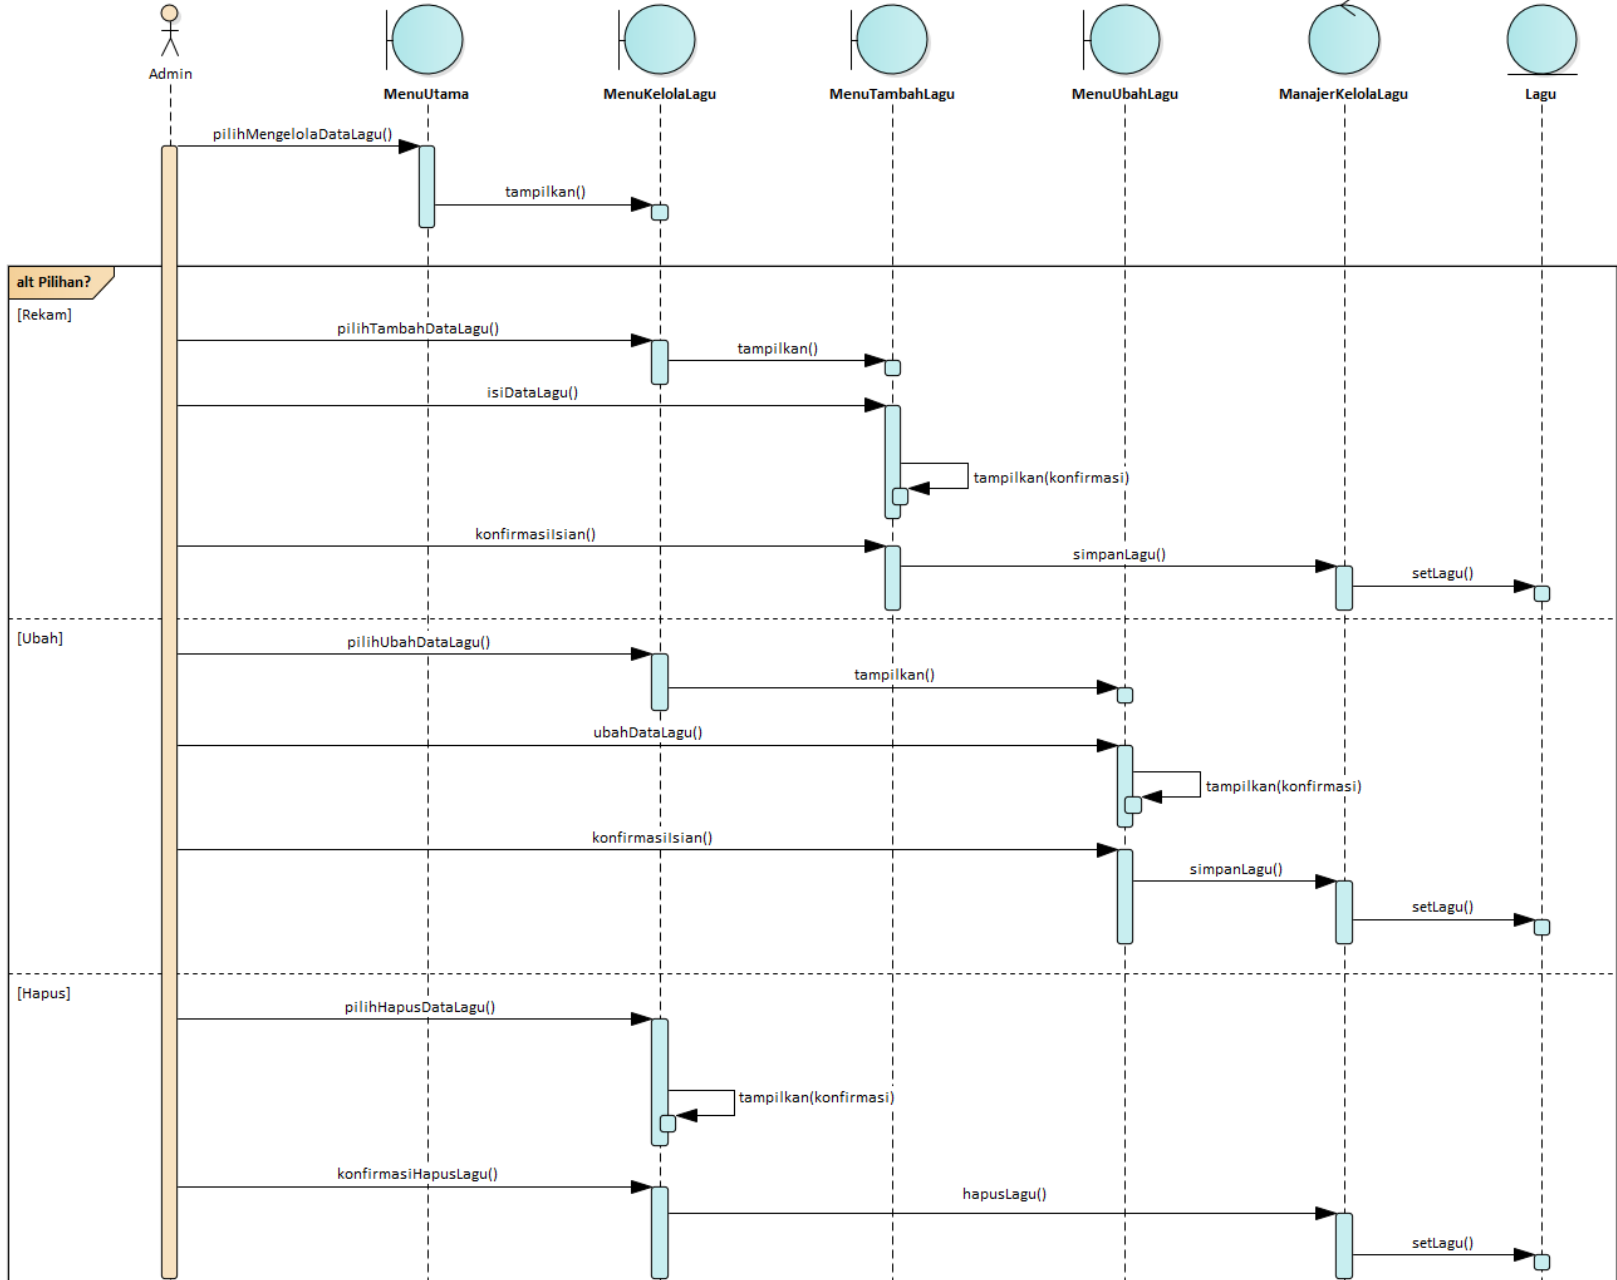 Admin
MenuUtama
MenuKelolaLagu
MenuTambahLagu
MenuUbahLagu
ManajerKelolaLagu
Lagu
pilihMengelolaDataLagu()
tampilkan()
alt Pilihan?
[Rekam]
pilihTambahDataLagu()
tampilkan()
isiDataLagu()
tampilkan(konfirmasi)
konfirmasiIsian()
simpanLagu()
setLagu()
[Ubah]
pilihUbahDataLagu()
tampilkan()
ubahDataLagu()
tampilkan(konfirmasi)
konfirmasiIsian()
simpanLagu()
setLagu()
[Hapus]
pilihHapusDataLagu()
tampilkan(konfirmasi)
konfirmasiHapusLagu()
hapusLagu()
setLagu()